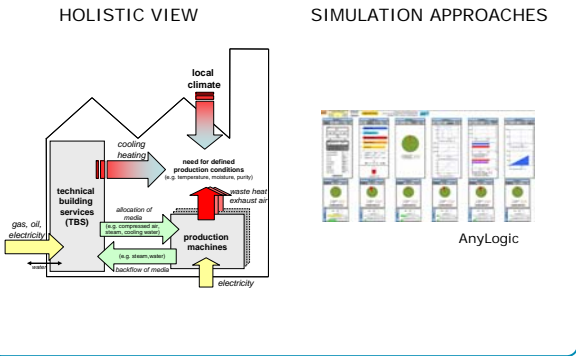 HOLISTIC VIEW
SIMULATION APPROACHES
local
climate
cooling
heating
need for defined
production conditions
(e.g. temperature, moisture, purity)
technical
building
services
(TBS)
waste heat
exhaust air
allocation of
media
(e.g. compressed air,
steam, cooling water)
production
machines
gas, oil,
electricity
water
(e.g. steam,water)
backflow of media
electricity
AnyLogic